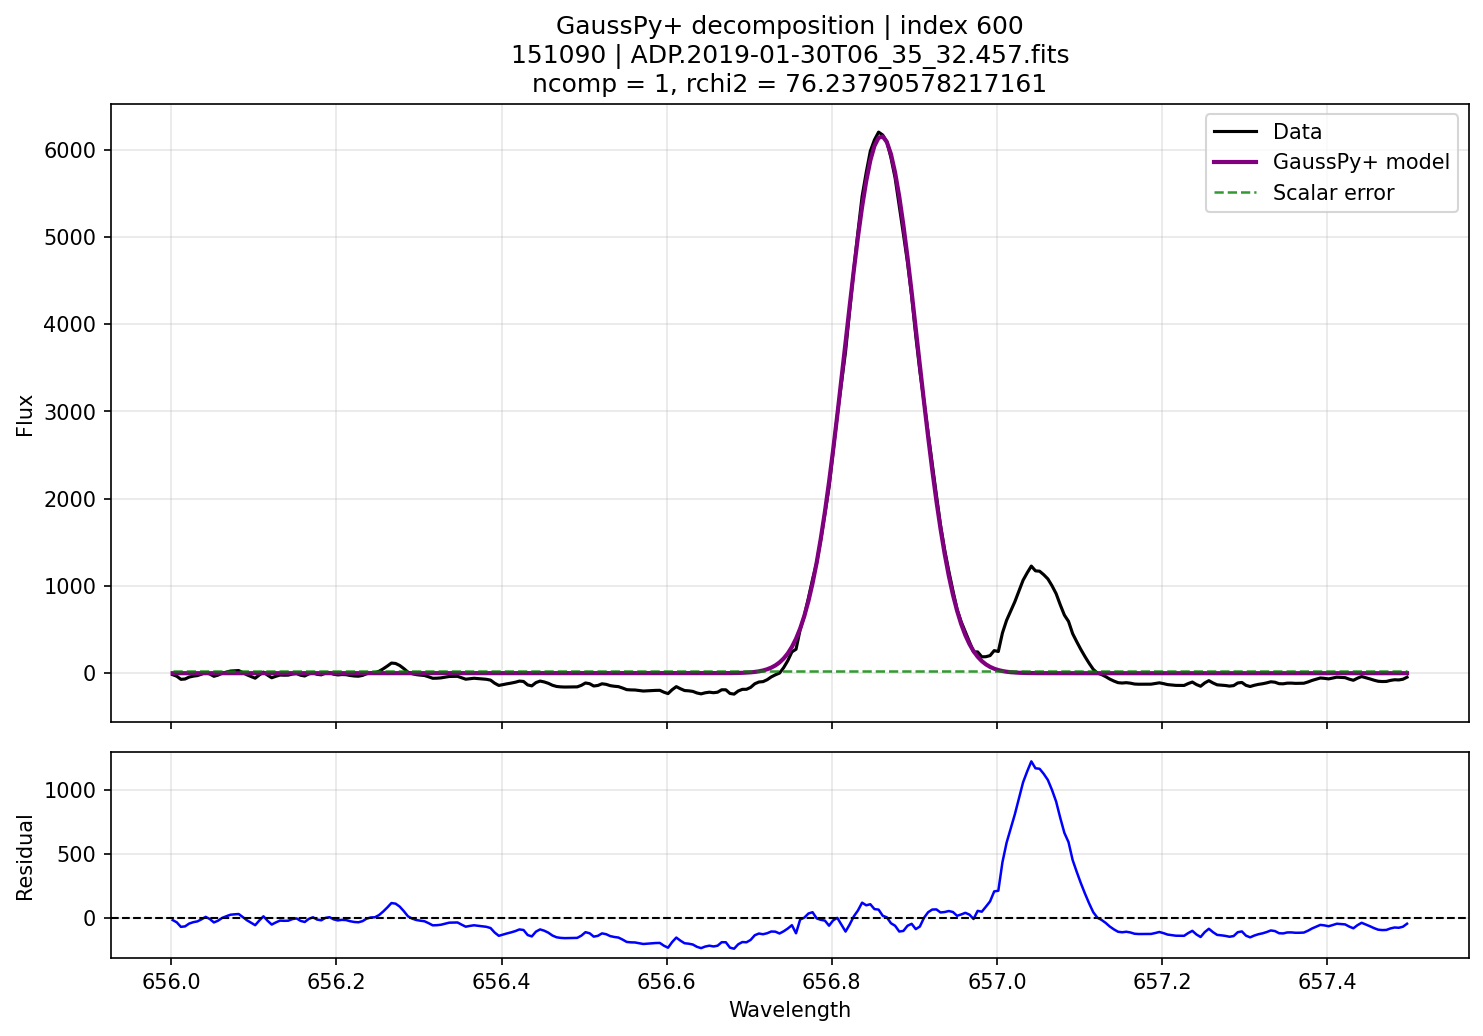 GaussPy+ decomposition | index 600
151090 | ADP.2019-01-30T06_35_32.457.fits
ncomp = 1, rchi2 = 76.23790578217161
Data
GaussPy+ model
Scalar error
6000
5000
4000
3000
2000
1000
0
Flux
1000
500
0
Residual
656.0 656.2 656.4 656.6 656.8 657.0 657.2 657.4
Wavelength